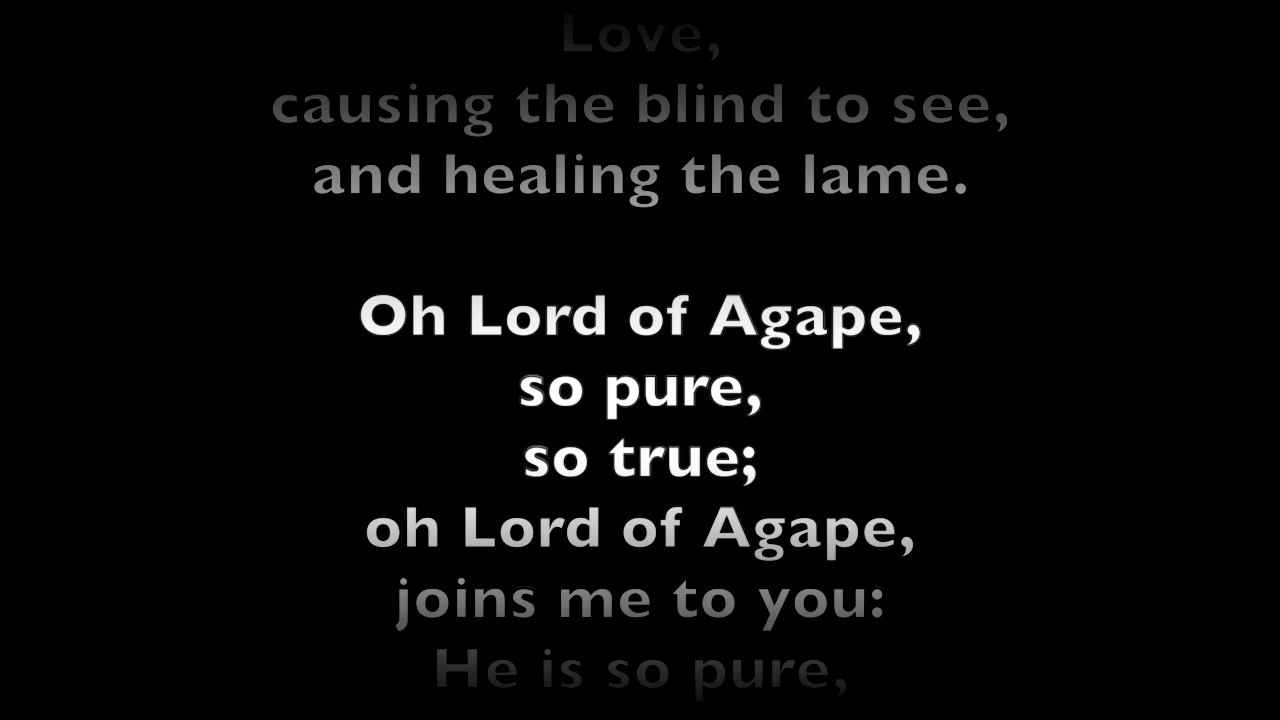 Love,
causing the blind to see,
and healing the lame.
Oh Lord of Agape,
so pure,
so true;
oh Lord of Agape,
joins me to you:
He is so pure,